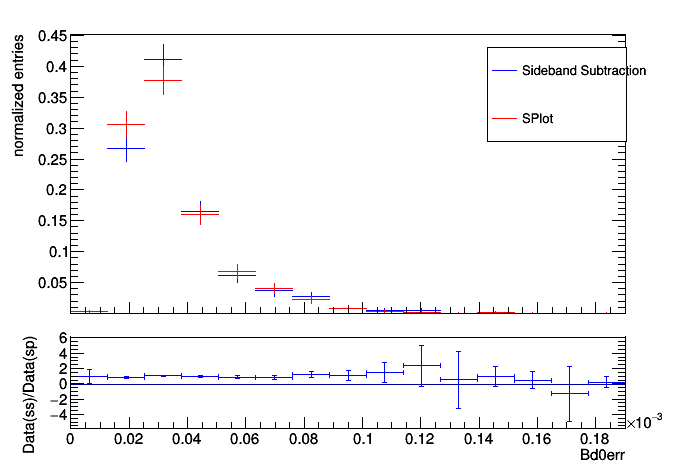 normalized entries
0.45
0.4
0.35
0.3
0.25
0.2
0.15
0.1
0.05
Sideband Subtraction
SPlot
Data(ss)/Data(sp)
6
4
2
0
−2
−4
0 0.02 0.04 0.06 0.08 0.1 0.12 0.14 0.16 0.18
×10⁻³
Bd0err